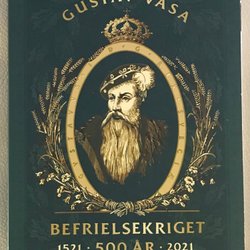 GUSTAV VASA
BEFRIELSEKRIGET
1521 · 500 ÅR · 2021